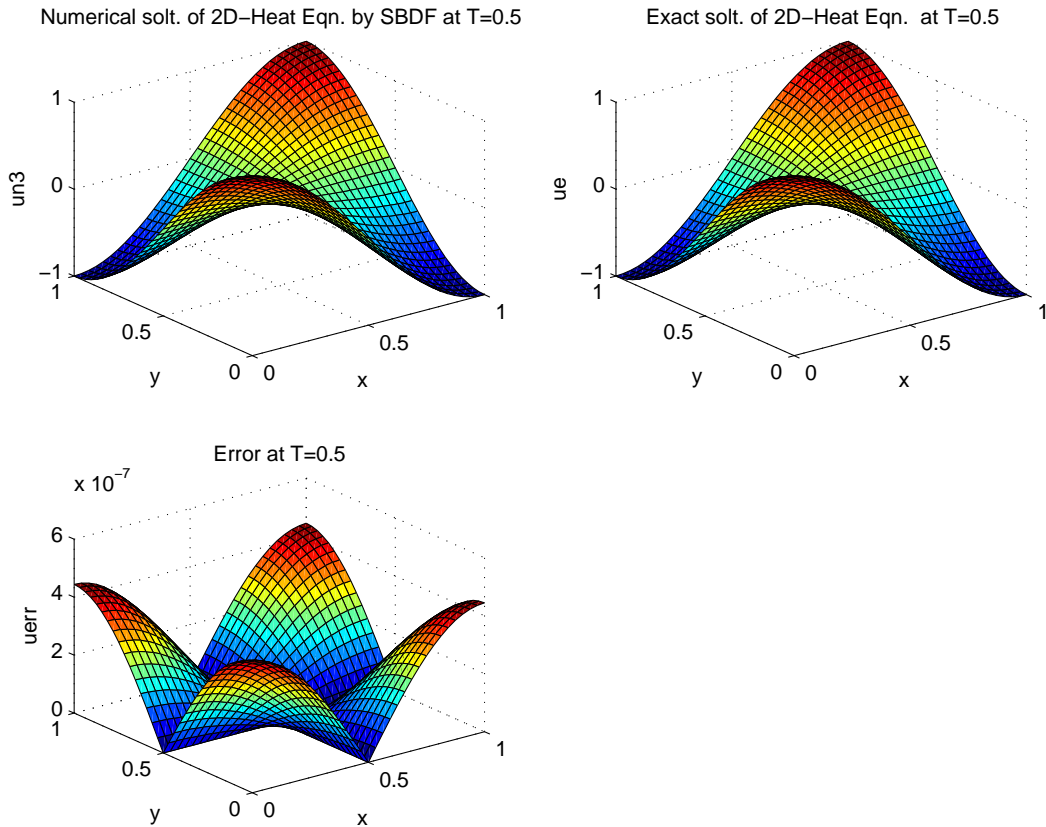 Numerical solt. of 2D−Heat Eqn. by SBDF at T=0.5
1
0
−1
un3
1
0.5
0
y
0
0.5
1
x
Exact solt. of 2D−Heat Eqn.  at T=0.5
1
0
−1
ue
1
0.5
0
y
0
0.5
1
x
Error at T=0.5
x 10−7
6
4
2
0
uerr
1
0.5
0
y
0
0.5
1
x